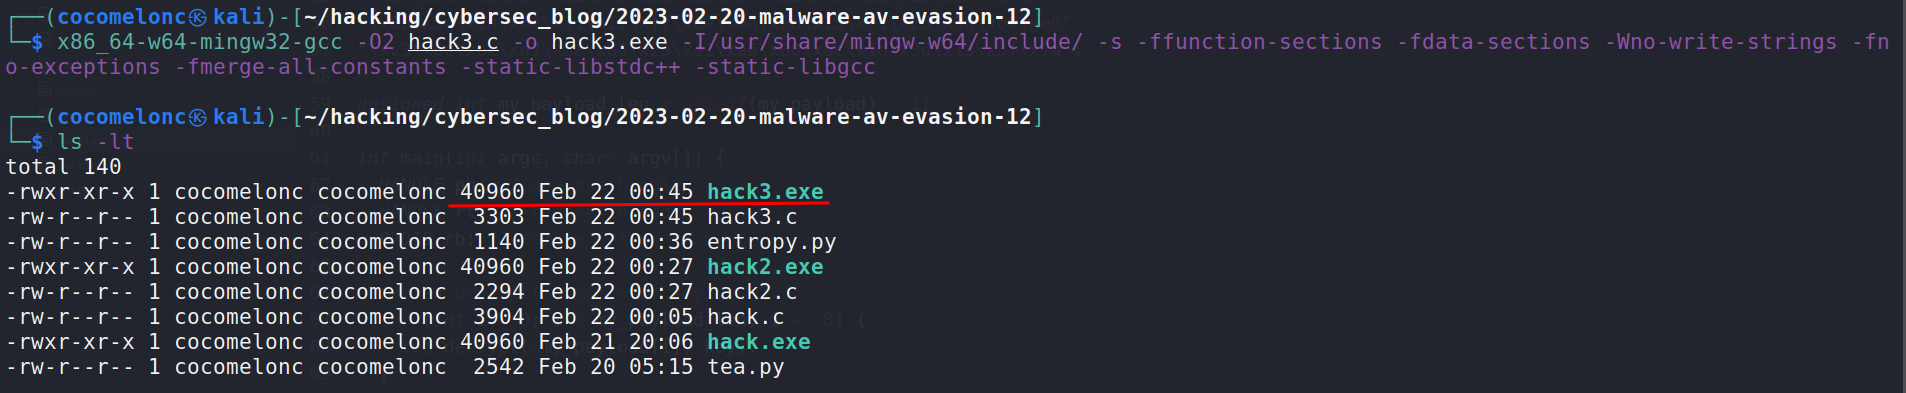 ┌──(cocomelonc㉿kali)-[~/hacking/cybersec_blog/2023-02-20-malware-av-evasion-12]
└─$ x86_64-w64-mingw32-gcc -O2 hack3.c -o hack3.exe -I/usr/share/mingw-w64/include/ -s -ffunction-sections -fdata-sections -Wno-write-strings -fn
o-exceptions -fmerge-all-constants -static-libstdc++ -static-libgcc
┌──(cocomelonc㉿kali)-[~/hacking/cybersec_blog/2023-02-20-malware-av-evasion-12]
└─$ ls -lt
total 140
-rwxr-xr-x 1 cocomelonc cocomelonc 40960 Feb 22 00:45 hack3.exe
-rw-r--r-- 1 cocomelonc cocomelonc  3303 Feb 22 00:45 hack3.c
-rw-r--r-- 1 cocomelonc cocomelonc  1140 Feb 22 00:36 entropy.py
-rwxr-xr-x 1 cocomelonc cocomelonc 40960 Feb 22 00:27 hack2.exe
-rw-r--r-- 1 cocomelonc cocomelonc  2294 Feb 22 00:27 hack2.c
-rw-r--r-- 1 cocomelonc cocomelonc  3904 Feb 22 00:05 hack.c
-rwxr-xr-x 1 cocomelonc cocomelonc 40960 Feb 21 20:06 hack.exe
-rw-r--r-- 1 cocomelonc cocomelonc  2542 Feb 20 05:15 tea.py